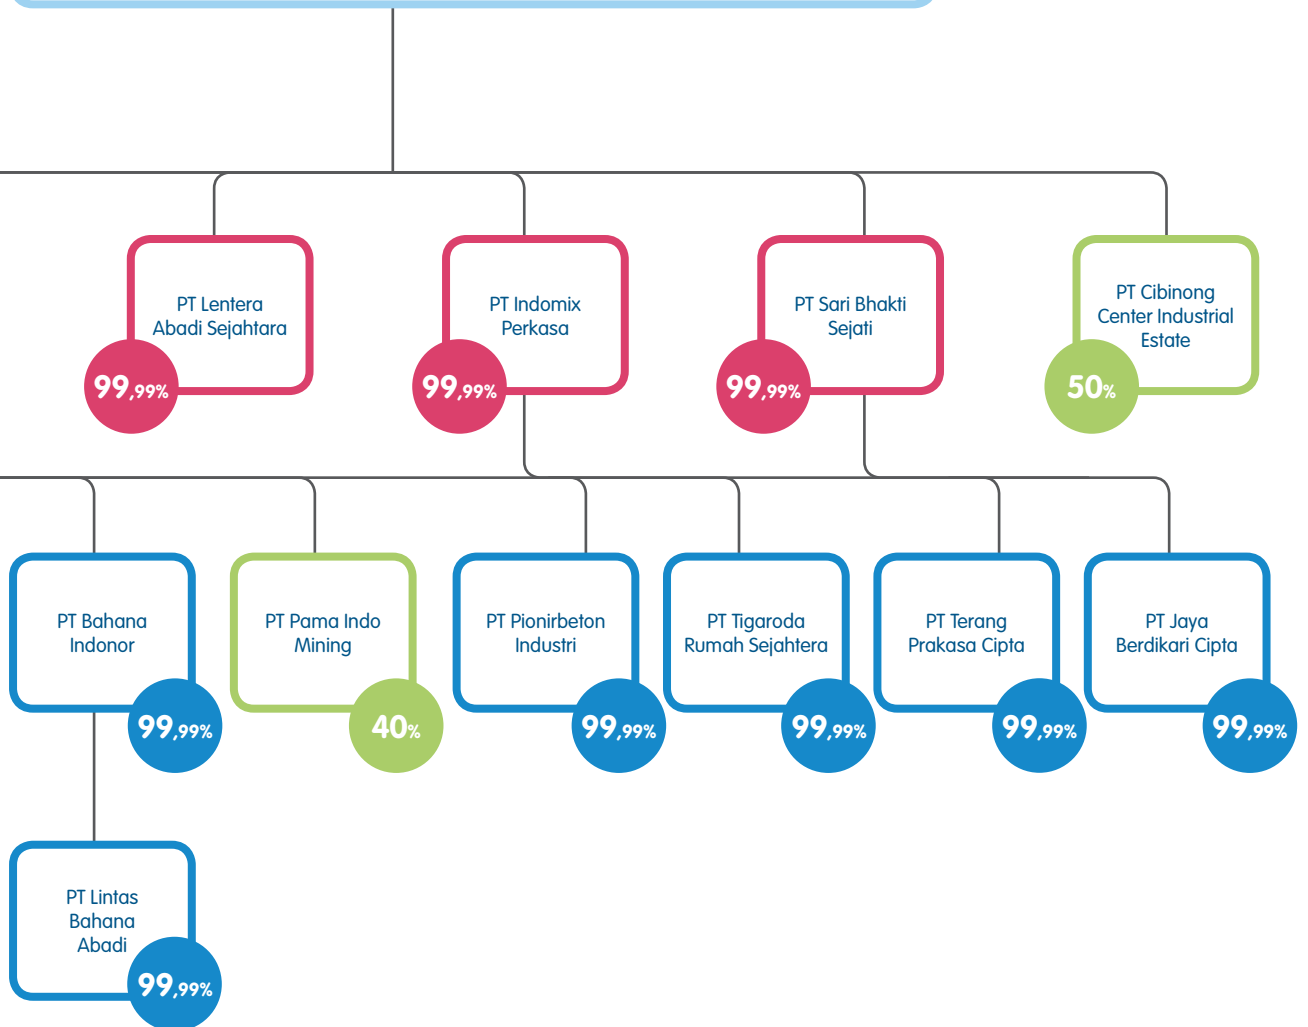 PT Lentera
Abadi Sejahtara
99,99%
PT Indomix
Perkasa
99,99%
PT Sari Bhakti
Sejati
99,99%
PT Cibinong
Center Industrial
Estate
50%
PT Bahana
Indonor
99,99%
PT Pama Indo
Mining
40%
PT Pionirbeton
Industri
99,99%
PT Tigaroda
Rumah Sejahtera
99,99%
PT Terang
Prakasa Cipta
99,99%
PT Jaya
Berdikari Cipta
99,99%
PT Lintas
Bahana
Abadi
99,99%